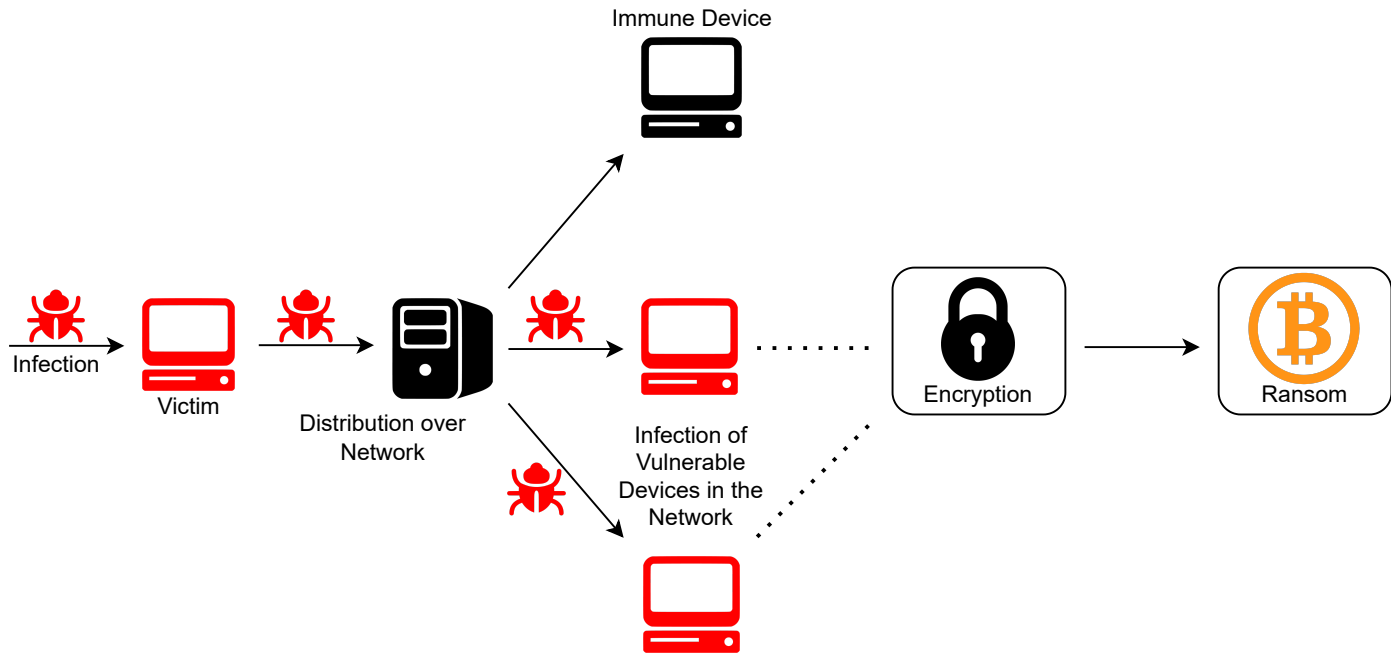 Immune Device
Infection
Victim
Distribution over
Network
Infection of
Vulnerable
Devices in the
Network
Encryption
Ransom